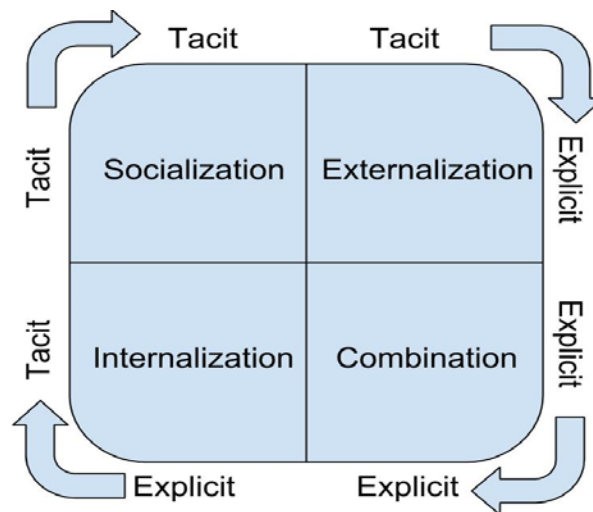 Tacit Tacit
Tacit
Socialization Externalization
Explicit
Tacit
Internalization Combination
Explicit
Explicit Explicit